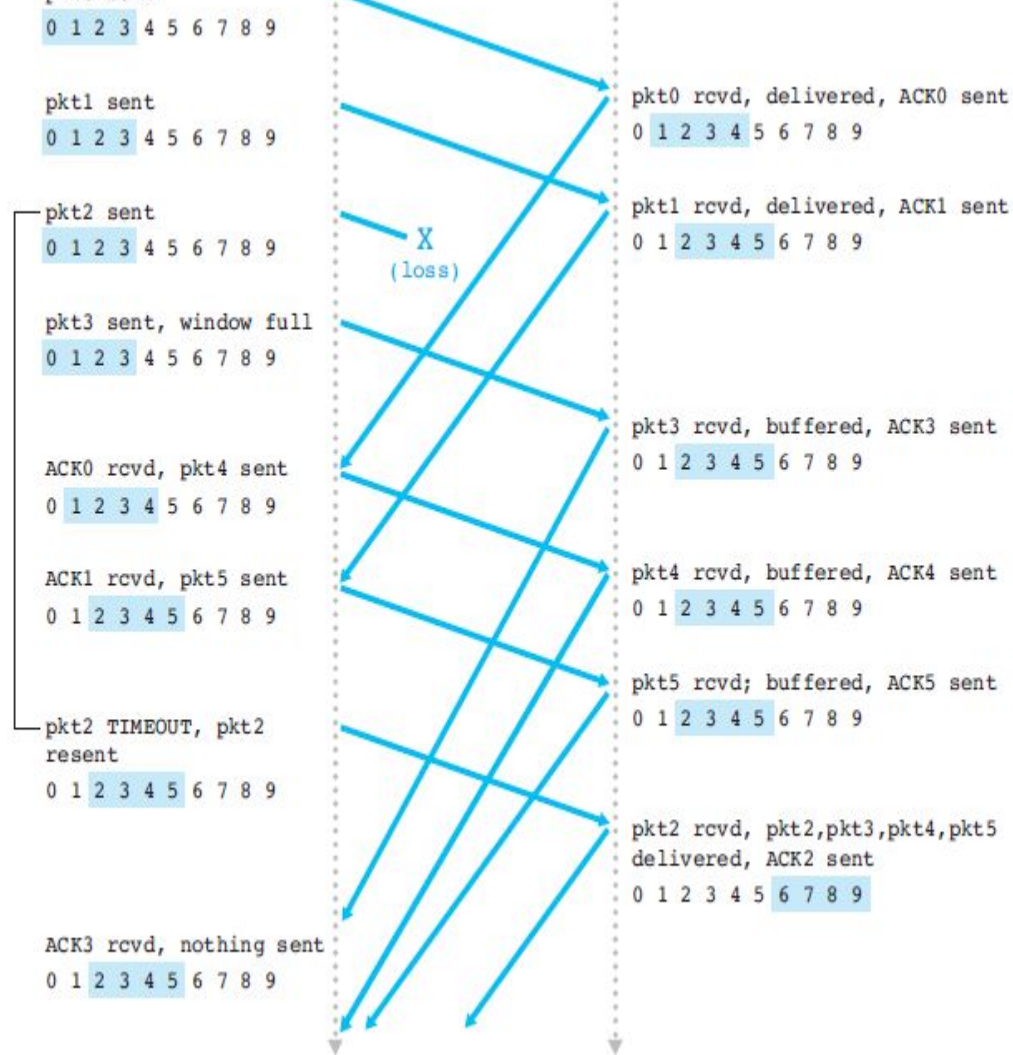 0 1 2 3 4 5 6 7 8 9
pkt1 sent
0 1 2 3 4 5 6 7 8 9
pkt2 sent
0 1 2 3 4 5 6 7 8 9
X
(loss)
pkt3 sent, window full
0 1 2 3 4 5 6 7 8 9
ACK0 rcvd, pkt4 sent
0 1 2 3 4 5 6 7 8 9
ACK1 rcvd, pkt5 sent
0 1 2 3 4 5 6 7 8 9
pkt2 TIMEOUT, pkt2
resent
0 1 2 3 4 5 6 7 8 9
ACK3 rcvd, nothing sent
0 1 2 3 4 5 6 7 8 9
pkt0 rcvd, delivered, ACK0 sent
0 1 2 3 4 5 6 7 8 9
pkt1 rcvd, delivered, ACK1 sent
0 1 2 3 4 5 6 7 8 9
pkt3 rcvd, buffered, ACK3 sent
0 1 2 3 4 5 6 7 8 9
pkt4 rcvd, buffered, ACK4 sent
0 1 2 3 4 5 6 7 8 9
pkt5 rcvd; buffered, ACK5 sent
0 1 2 3 4 5 6 7 8 9
pkt2 rcvd, pkt2,pkt3,pkt4,pkt5
delivered, ACK2 sent
0 1 2 3 4 5 6 7 8 9